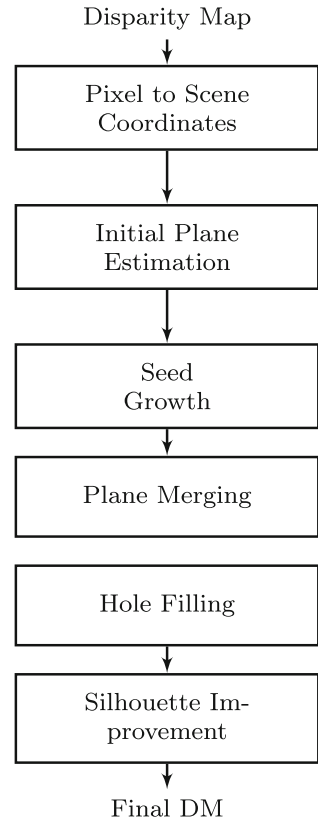 Disparity Map
Pixel to Scene
Coordinates
Initial Plane
Estimation
Seed
Growth
Plane Merging
Hole Filling
Silhouette Im-
provement
Final DM